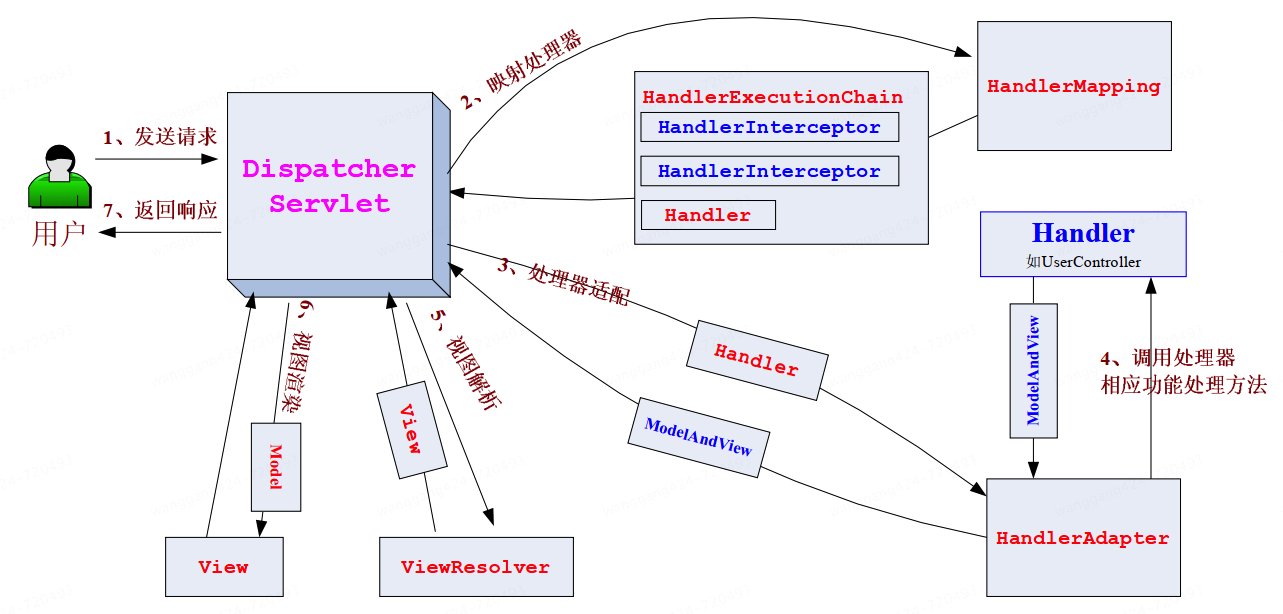 1、发送请求
7、返回响应
用户
Dispatcher
Servlet
2、映射处理器
HandlerExecutionChain
HandlerInterceptor
HandlerInterceptor
Handler
HandlerMapping
3、处理器适配
Handler
ModelAndView
Handler
如UserController
ModelAndView
4、调用处理器
相应功能处理方法
HandlerAdapter
5、视图解析
View
ViewResolver
6、视图渲染
Model
View